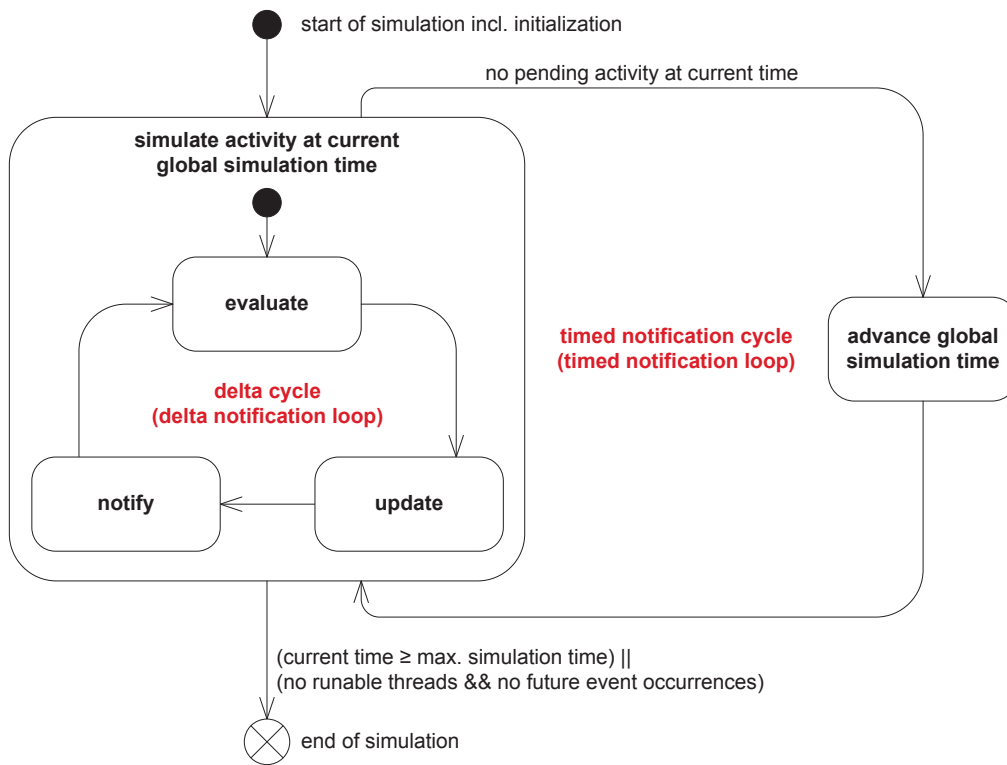 start of simulation incl. initialization
no pending activity at current time
simulate activity at current
global simulation time
evaluate
timed notification cycle
(timed notification loop)
advance global
simulation time
delta cycle
(delta notification loop)
notify
update
(current time ≥ max. simulation time) ||
(no runable threads && no future event occurrences)
end of simulation